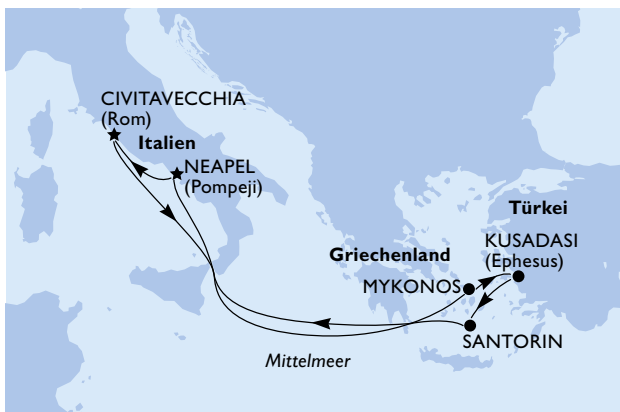 CIVITAVECCHIA
(Rom)
Italien
NEAPEL
(Pompeji)
Türkei
KUSADASI
(Ephesus)
Griechenland
MYKONOS
SANTORIN
Mittelmeer